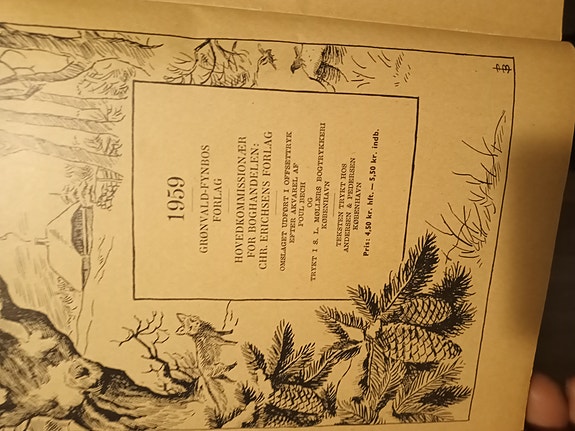 1959
GRØNVALD-FYNBOS
FORLAG
HOVEDKOMMISSIONÆR
FOR BOGHANDELEN:
CHR. ERICHSENS FORLAG
OMSLAGET UDFØRT I OFFSETTRYK
EFTER AKVAREL AF
POUL BECH
OG
TRYKT I S. L. MØLLERS BOGTRYKKERI
KØBENHAVN
TEKSTEN TRYKT HOS
ANDERSEN & PEDERSEN
KØBENHAVN
Pris: 4,50 kr. hft. — 5,50 kr. indb.